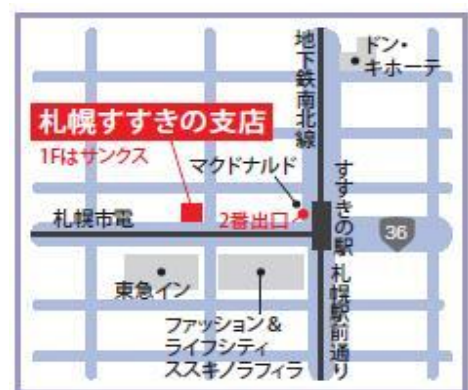 地下鉄南北線
ドン・
キホーテ
札幌すすきの支店
1Fはサンクス
マクドナルド
札幌市電
2番出口
すすきの駅
36
東急イン
札幌駅前通り
ファッション&
ライフシティ
ススキノラフィラ